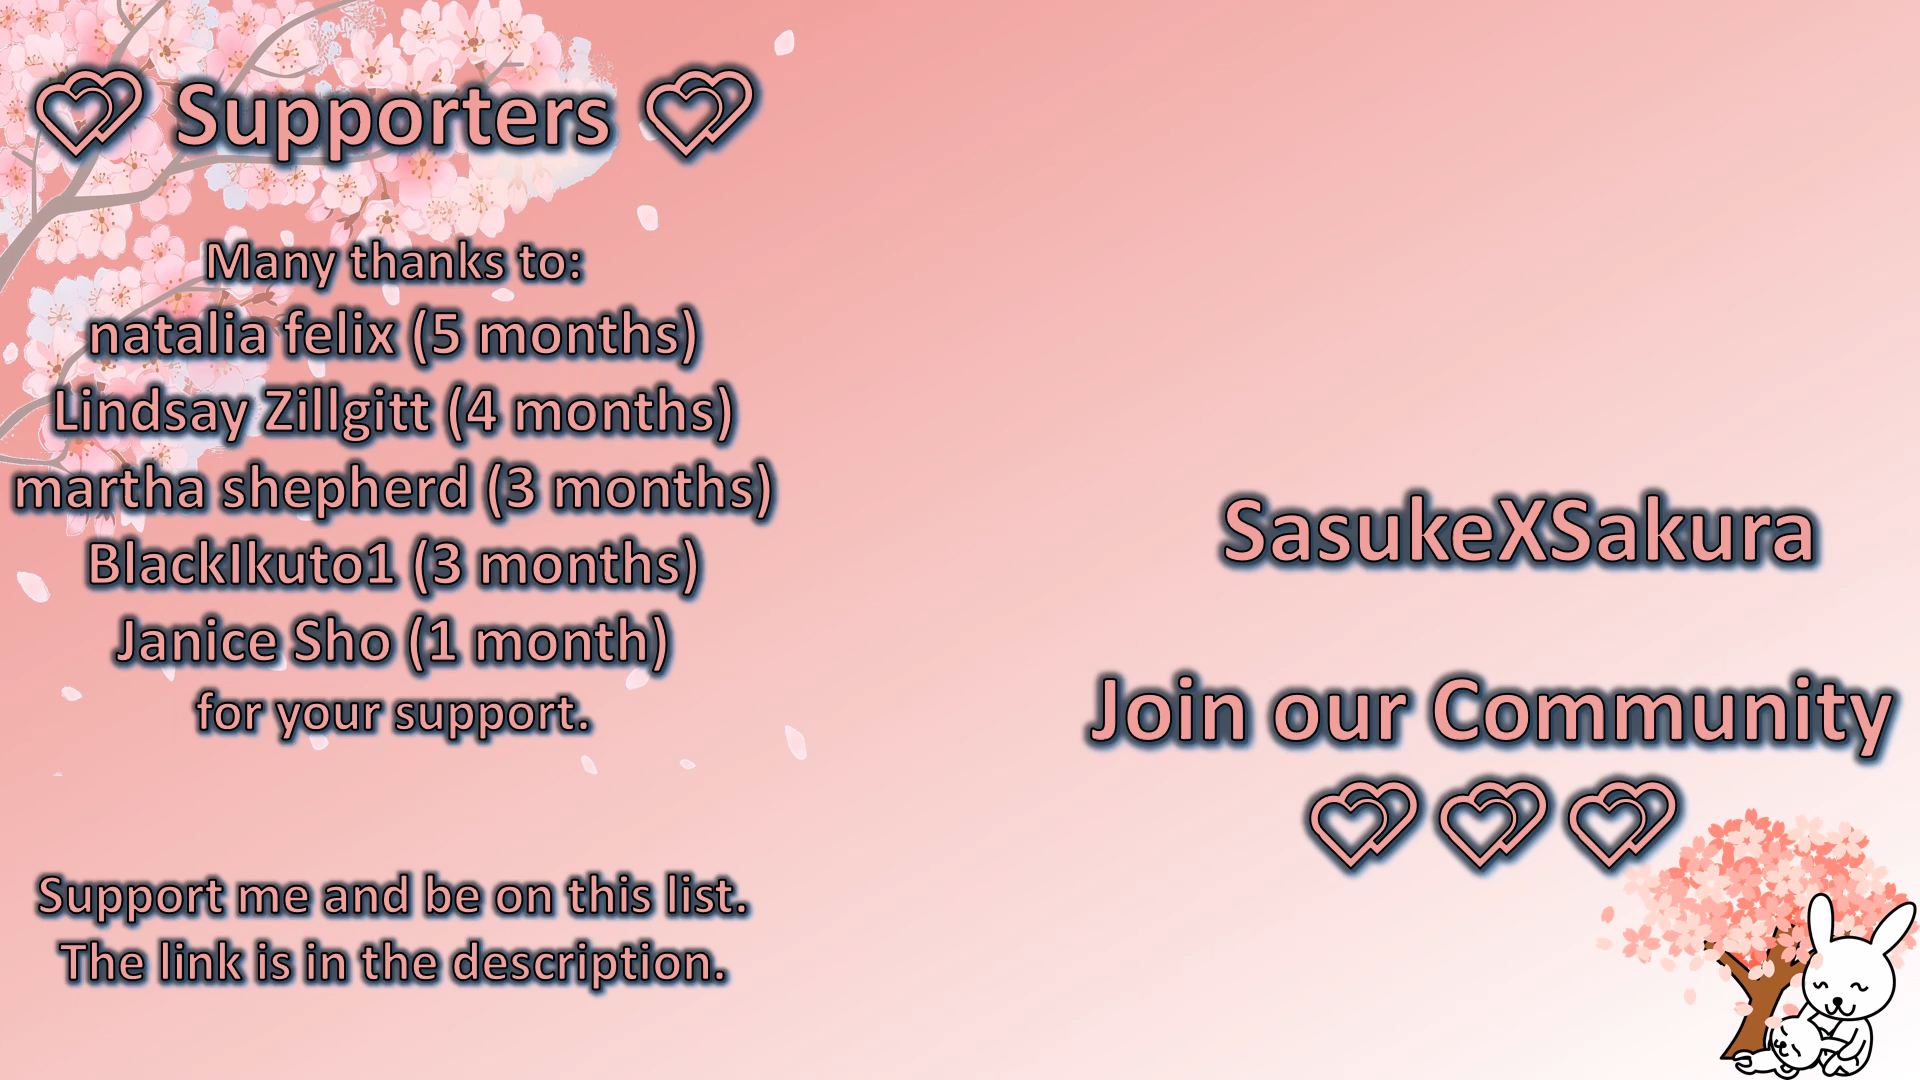 Supporters
Many thanks to:
natalia felix (5 months)
Lindsay Zillgitt (4 months)
martha shepherd (3 months)
BlackIkuto1 (3 months)
Janice Sho (1 month)
for your support.
Support me and be on this list.
The link is in the description.
SasukeXSakura
Join our Community